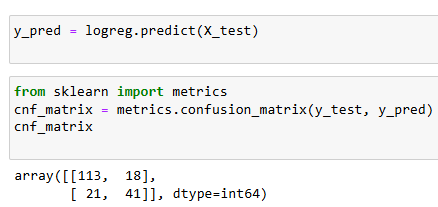 y_pred = logreg.predict(X_test)
from sklearn import metrics
cnf_matrix = metrics.confusion_matrix(y_test, y_pred)
cnf_matrix
array([[113,  18],
       [ 21,  41]], dtype=int64)